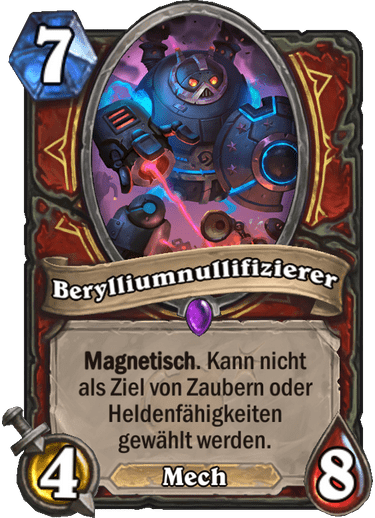 7
Berylliumnullifizierer
Magnetisch. Kann nicht
als Ziel von Zaubern oder
Heldenfähigkeiten
gewählt werden.
4
Mech
8